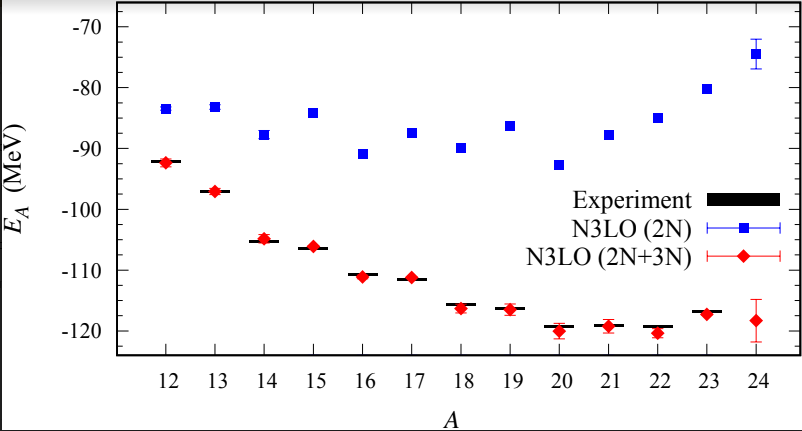 -70
-80
-90
-100
-110
-120
E_A (MeV)
Experiment
N3LO (2N)
N3LO (2N+3N)
12 13 14 15 16 17 18 19 20 21 22 23 24
A